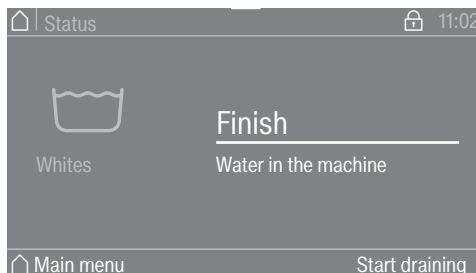 Status
11:02
Finish
Whites
Water in the machine
Main menu
Start draining